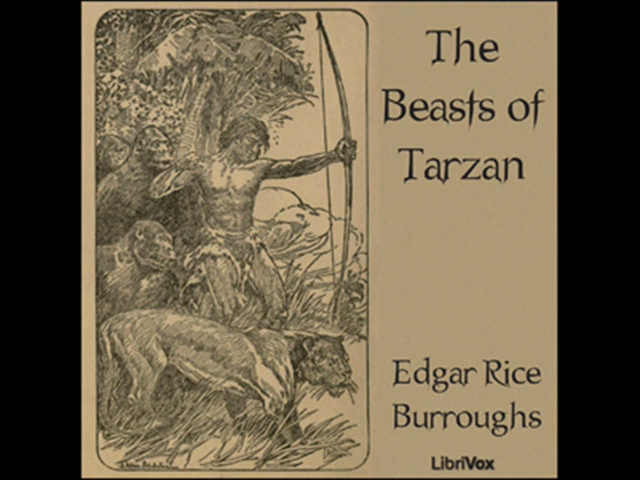 The
Beasts of
Tarzan
Edgar Rice
Burroughs
LibriVox